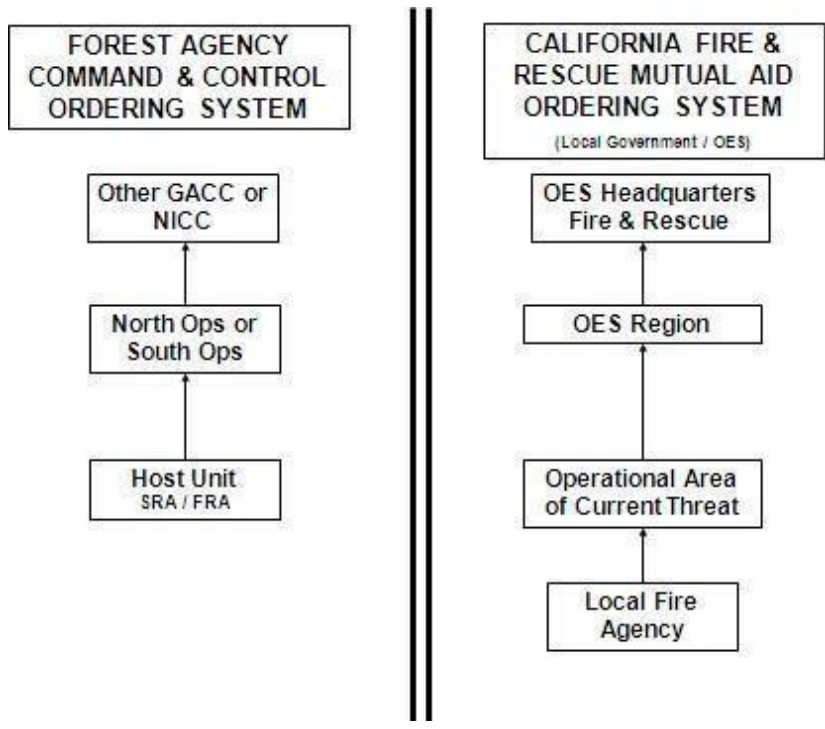 FOREST AGENCY
COMMAND & CONTROL
ORDERING SYSTEM
Other GACC or
NICC
North Ops or
South Ops
Host Unit
SRA / FRA
CALIFORNIA FIRE &
RESCUE MUTUAL AID
ORDERING SYSTEM
(Local Government / OES)
OES Headquarters
Fire & Rescue
OES Region
Operational Area
of Current Threat
Local Fire
Agency